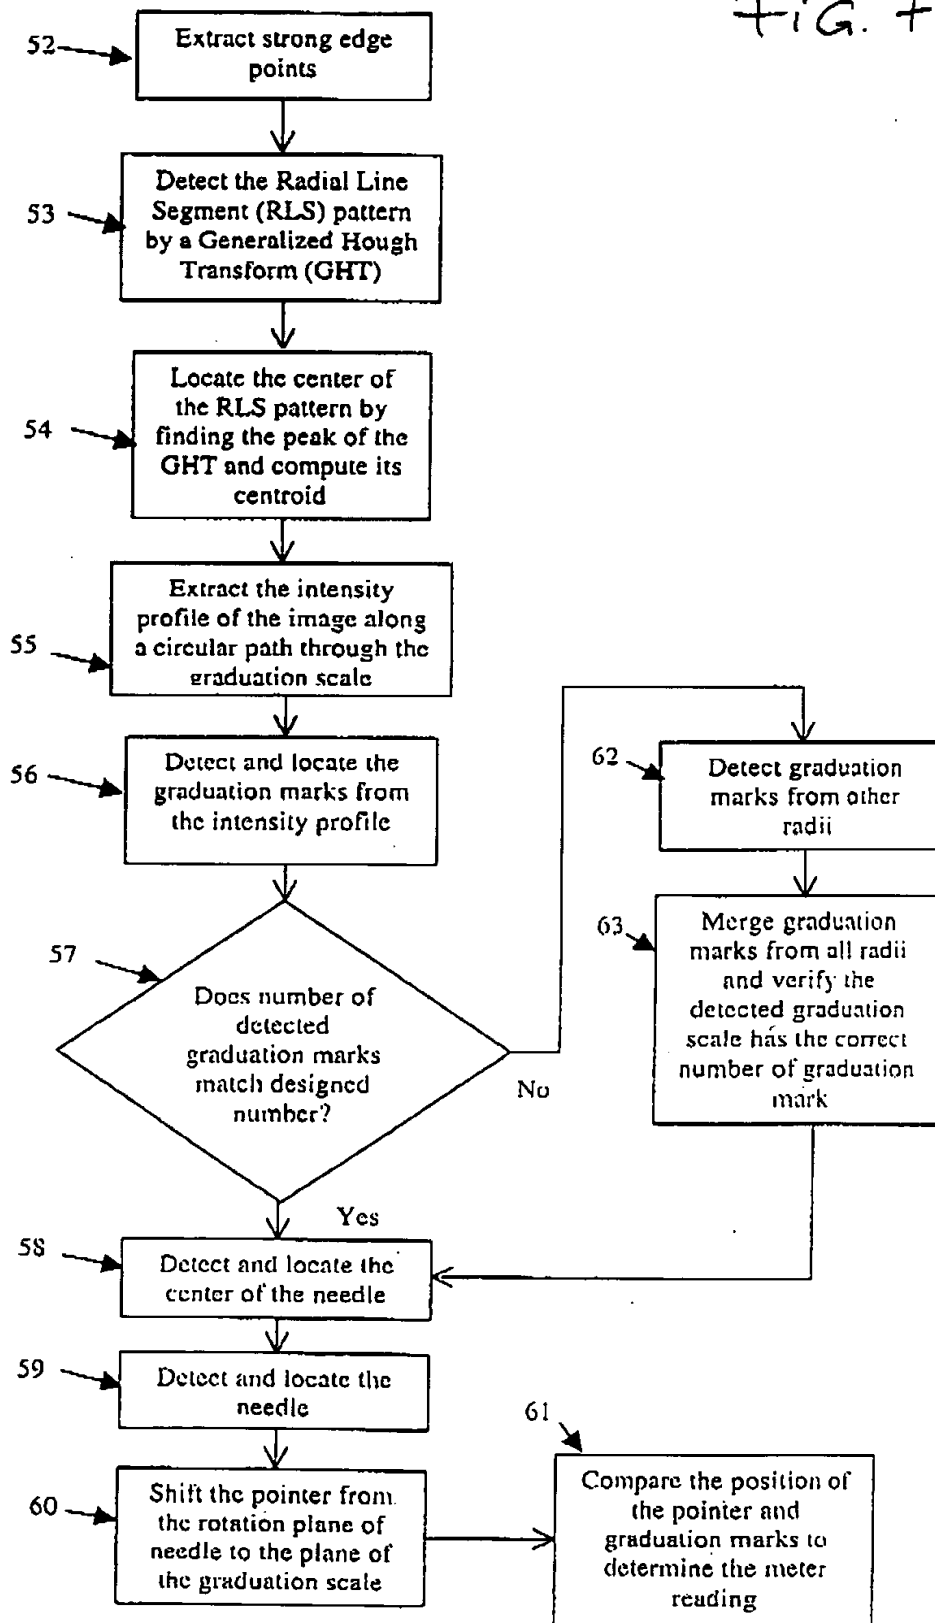 FIG. 7
52
Extract strong edge
points
53
Detect the Radial Line
Segment (RLS) pattern
by a Generalized Hough
Transform (GHT)
54
Locate the center of
the RLS pattern by
finding the peak of the
GHT and compute its
centroid
55
Extract the intensity
profile of the image along
a circular path through the
graduation scale
56
Detect and locate the
graduation marks from
the intensity profile
57
Does number of
detected
graduation marks
match designed
number?
No
Yes
62
Detect graduation
marks from other
radii
63
Merge graduation
marks from all radii
and verify the
detected graduation
scale has the correct
number of graduation
mark
58
Detect and locate the
center of the needle
59
Detect and locate the
needle
60
Shift the pointer from
the rotation plane of
needle to the plane of
the graduation scale
61
Compare the position of
the pointer and
graduation marks to
determine the meter
reading